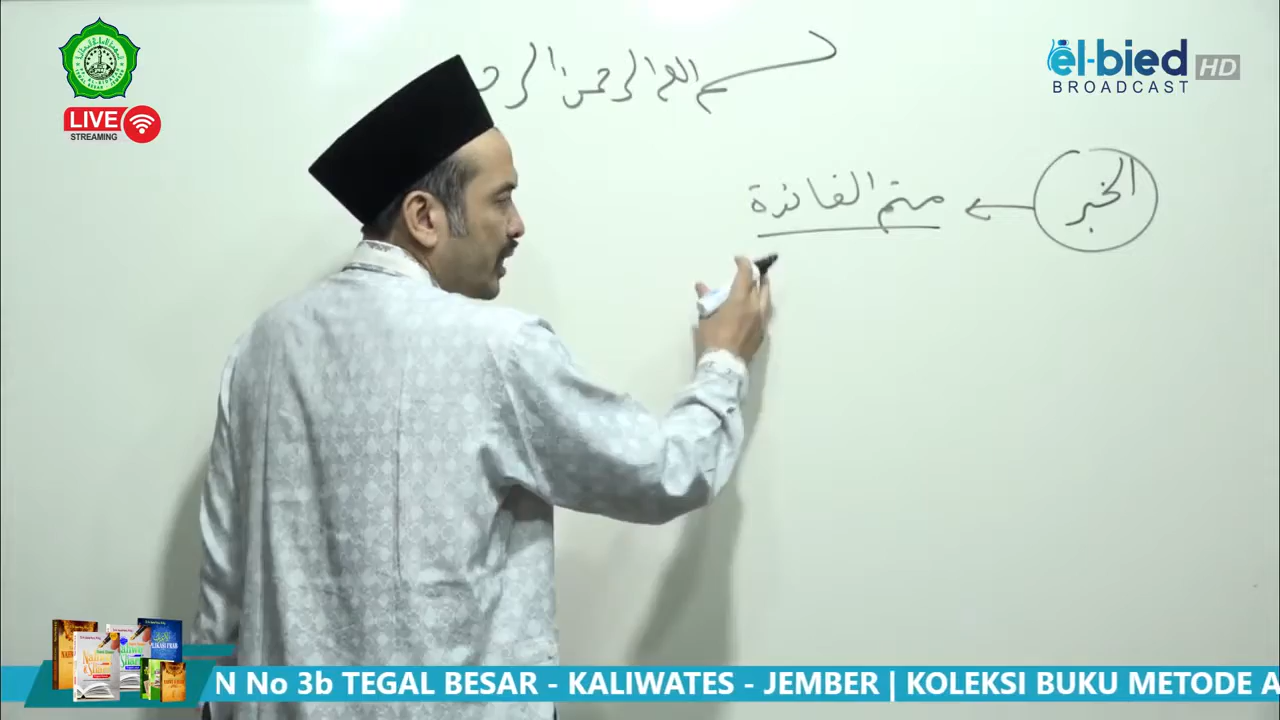 بسم الله الرحمن الرح
الخبر ← متم الفائدة
LIVE
STREAMING
el-bied HD
BROADCAST
N No 3b TEGAL BESAR - KALIWATES - JEMBER | KOLEKSI BUKU METODE A